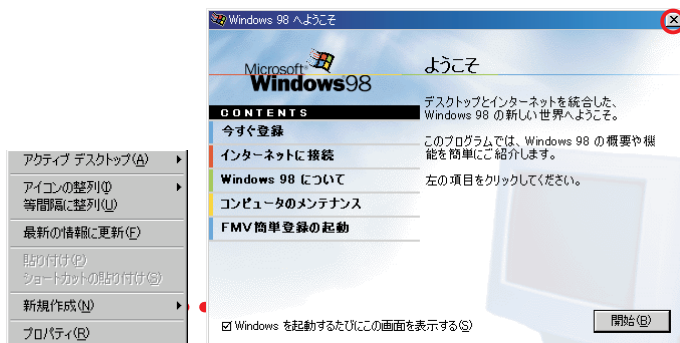 アクティブ デスクトップ(A)
アイコンの整列(I)
等間隔に整列(U)
最新の情報に更新(E)
貼り付け(P)
ショートカットの貼り付け(S)
新規作成(N)
プロパティ(R)
Windows 98 へようこそ
Microsoft
Windows98
CONTENTS
今すぐ登録
インターネットに接続
Windows 98 について
コンピュータのメンテナンス
FMV簡単登録の起動
ようこそ
デスクトップとインターネットを統合した、
Windows 98 の新しい世界へようこそ。
このプログラムでは、Windows 98 の概要や機
能を簡単にご紹介します。
左の項目をクリックしてください。
Windows を起動するたびにこの画面を表示する(S)
開始(B)